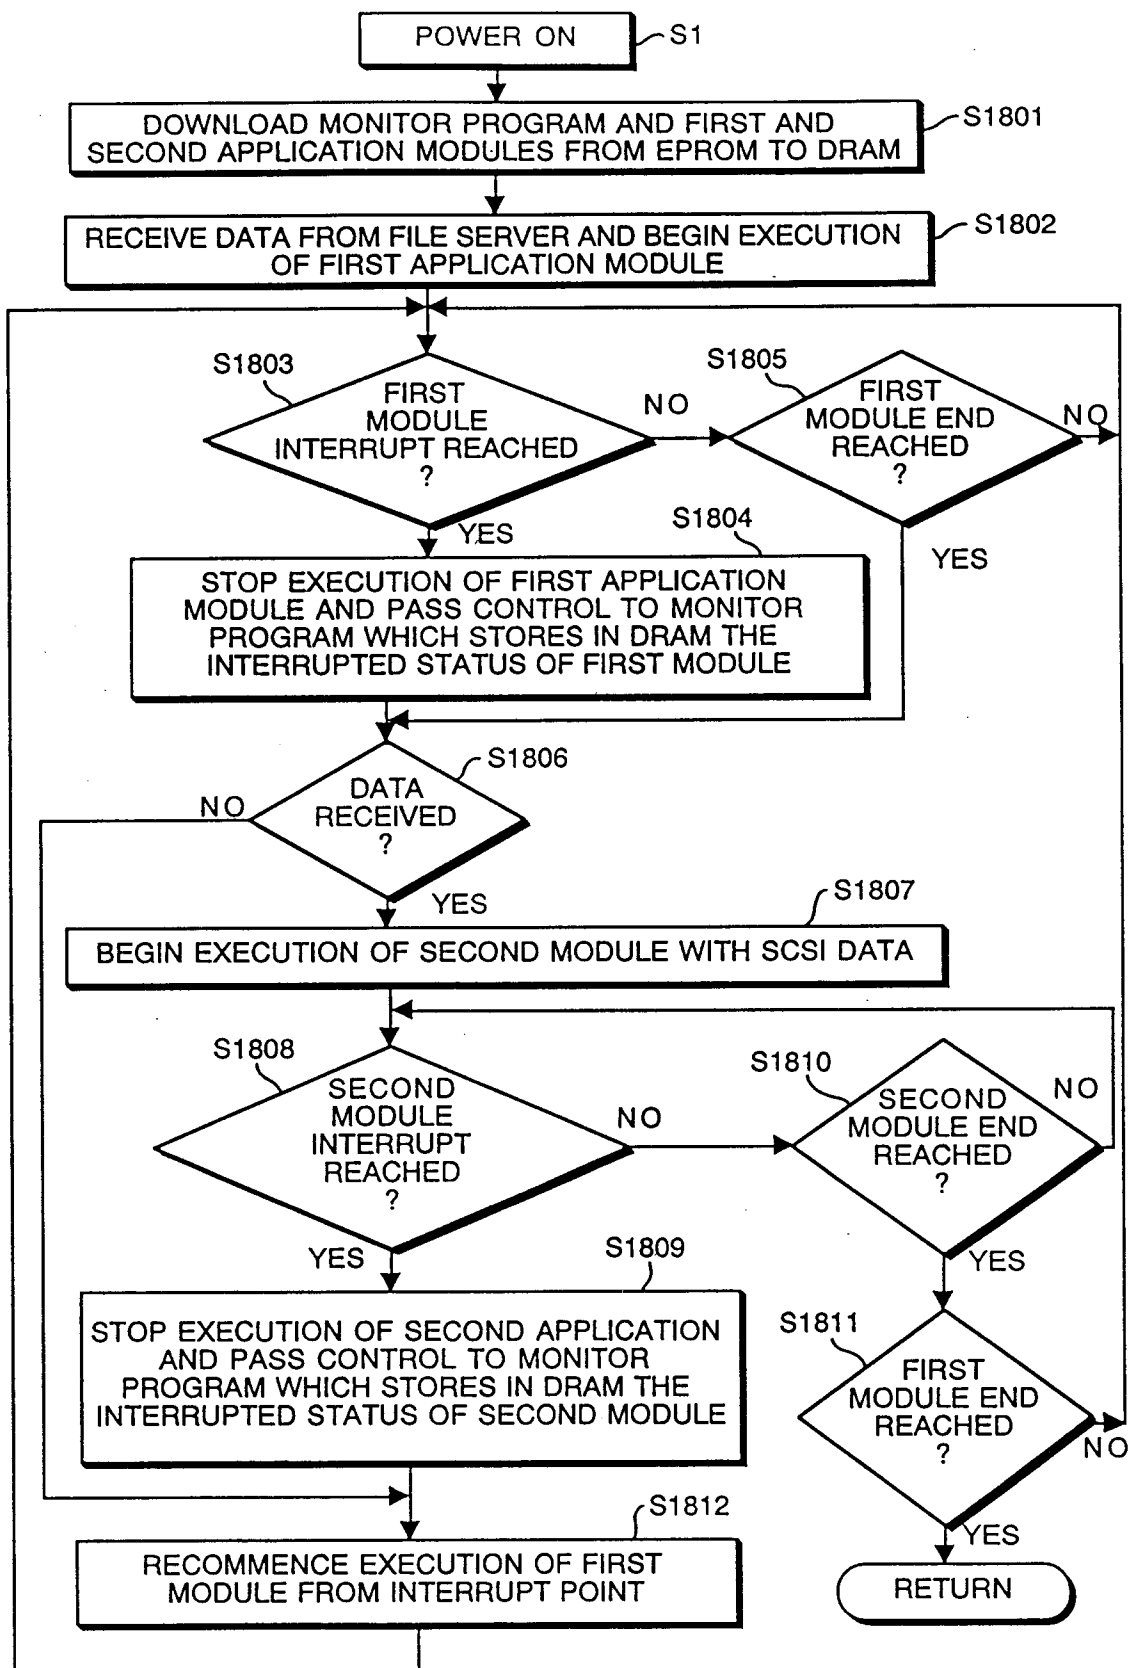 POWER ON
S1
DOWNLOAD MONITOR PROGRAM AND FIRST AND
SECOND APPLICATION MODULES FROM EPROM TO DRAM
S1801
RECEIVE DATA FROM FILE SERVER AND BEGIN EXECUTION
OF FIRST APPLICATION MODULE
S1802
S1803
FIRST
MODULE
INTERRUPT REACHED
?
NO
YES
S1805
FIRST
MODULE END
REACHED
?
NO
YES
S1804
STOP EXECUTION OF FIRST APPLICATION
MODULE AND PASS CONTROL TO MONITOR
PROGRAM WHICH STORES IN DRAM THE
INTERRUPTED STATUS OF FIRST MODULE
S1806
DATA
RECEIVED
?
NO
YES
S1807
BEGIN EXECUTION OF SECOND MODULE WITH SCSI DATA
S1808
SECOND
MODULE
INTERRUPT
REACHED
?
NO
YES
S1810
SECOND
MODULE END
REACHED
?
NO
YES
S1809
STOP EXECUTION OF SECOND APPLICATION
AND PASS CONTROL TO MONITOR
PROGRAM WHICH STORES IN DRAM THE
INTERRUPTED STATUS OF SECOND MODULE
S1811
FIRST
MODULE END
REACHED
?
NO
YES
S1812
RECOMMENCE EXECUTION OF FIRST
MODULE FROM INTERRUPT POINT
RETURN